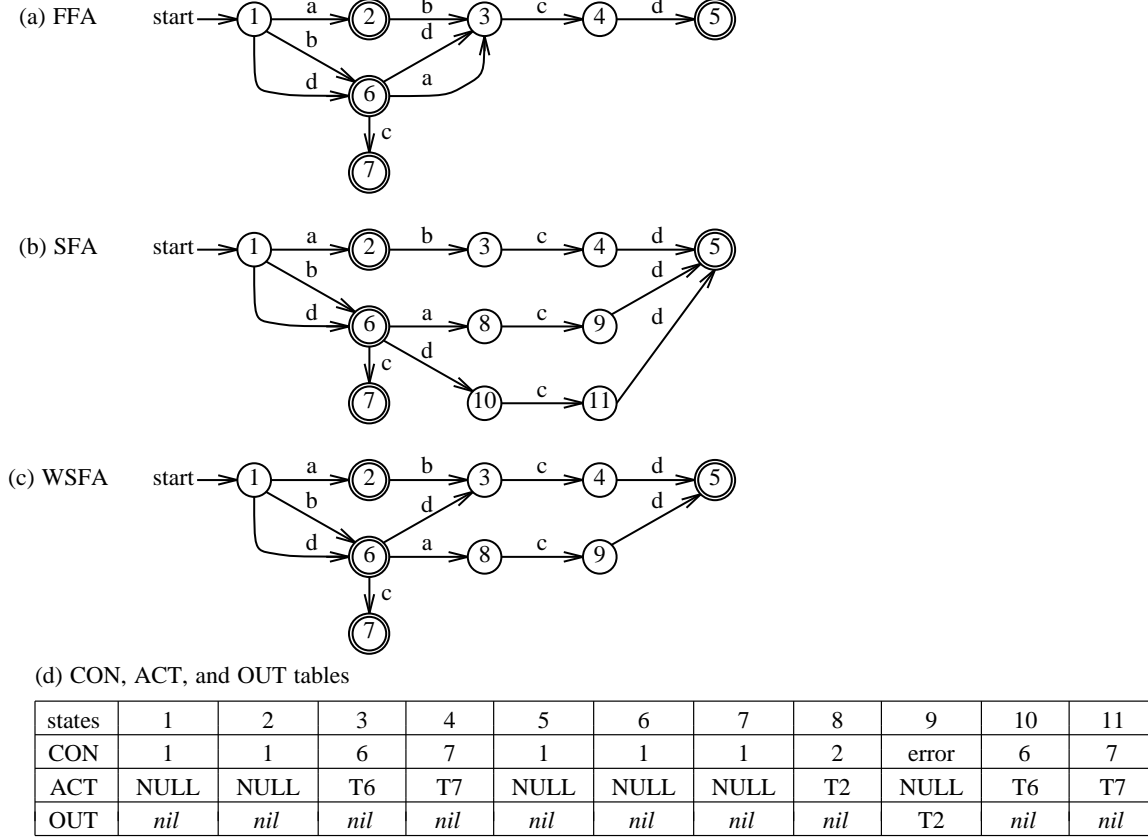 (a) FFA start 1 a 2 b 3 c 4 d 5
b d
d 6 a
c
7
(b) SFA start 1 a 2 b 3 c 4 d 5
b d
d 6 a 8 c 9 d
c d
7 10 c 11
(c) WSFA start 1 a 2 b 3 c 4 d 5
b d d
d 6 a 8 c 9
c
7
(d) CON, ACT, and OUT tables
states 1 2 3 4 5 6 7 8 9 10 11
CON 1 1 6 7 1 1 1 2 error 6 7
ACT NULL NULL T6 T7 NULL NULL NULL T2 NULL T6 T7
OUT nil nil nil nil nil nil nil nil T2 nil nil